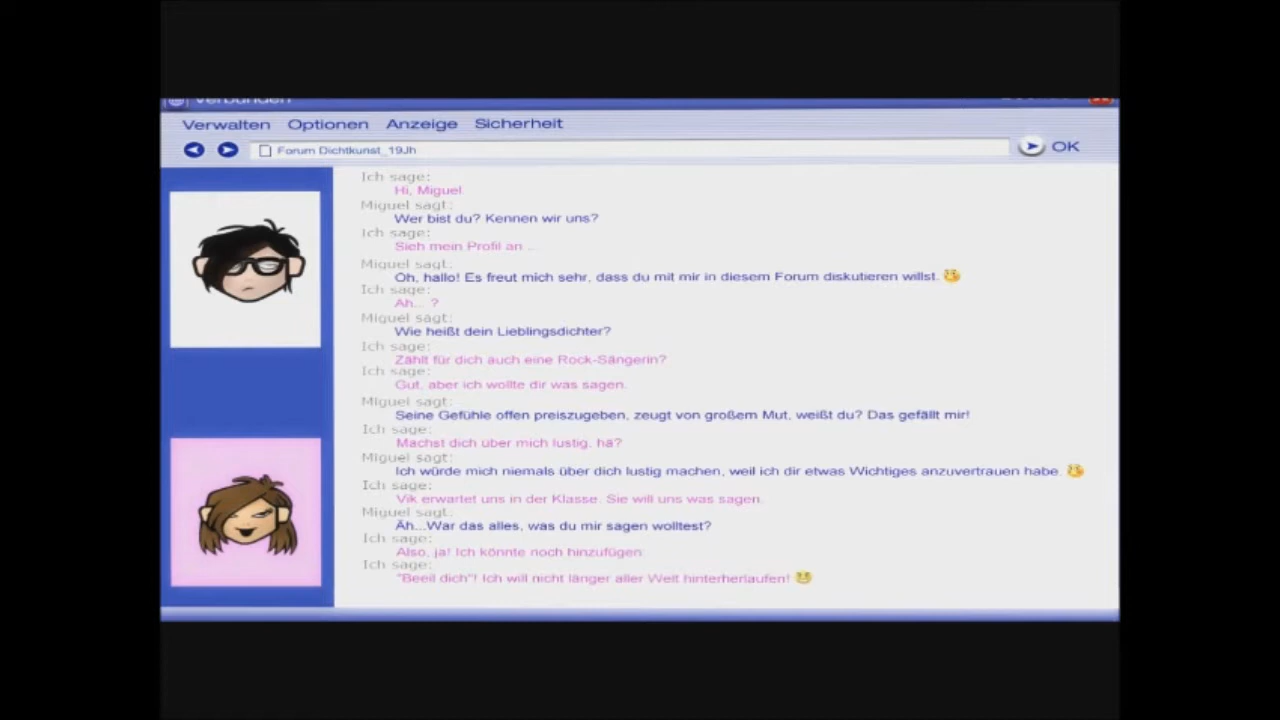 Verbunden
Verwalten Optionen Anzeige Sicherheit
Forum Dichtkunst_19Jh
OK
Ich sage:
Hi, Miguel
Miguel sagt:
Wer bist du? Kennen wir uns?
Ich sage:
Sieh mein Profil an ...
Miguel sagt:
Oh, hallo! Es freut mich sehr, dass du mit mir in diesem Forum diskutieren willst.
Ich sage:
Ah... ?
Miguel sagt:
Wie heißt dein Lieblingsdichter?
Ich sage:
Zählt für dich auch eine Rock-Sängerin?
Ich sage:
Gut, aber ich wollte dir was sagen.
Miguel sagt:
Seine Gefühle offen preiszugeben, zeugt von großem Mut, weißt du? Das gefällt mir!
Ich sage:
Machst dich über mich lustig, hä?
Miguel sagt:
Ich würde mich niemals über dich lustig machen, weil ich dir etwas Wichtiges anzuvertrauen habe.
Ich sage:
Vik erwartet uns in der Klasse. Sie will uns was sagen.
Miguel sagt:
Äh...War das alles, was du mir sagen wolltest?
Ich sage:
Also, ja! Ich könnte noch hinzufügen
Ich sage:
"Beeil dich"! Ich will nicht länger aller Welt hinterherlaufen!